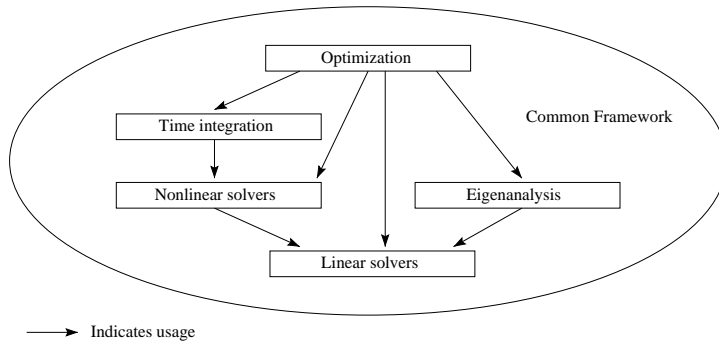 Optimization
Common Framework
Time integration
Nonlinear solvers
Eigenanalysis
Linear solvers
Indicates usage